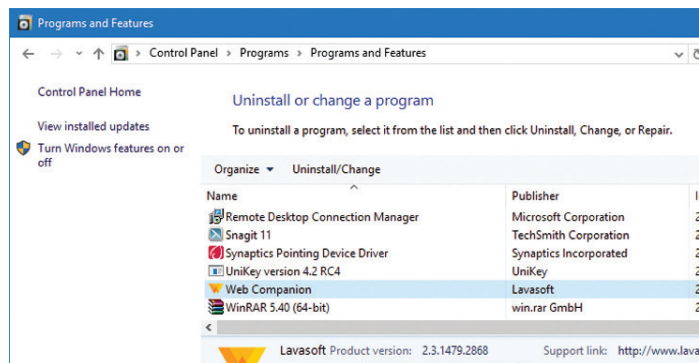 Programs and Features
Control Panel > Programs > Programs and Features
Control Panel Home
View installed updates
Turn Windows features on or
off
Uninstall or change a program
To uninstall a program, select it from the list and then click Uninstall, Change, or Repair.
Organize Uninstall/Change
Name Publisher
Remote Desktop Connection Manager Microsoft Corporation
Snagit 11 TechSmith Corporation
Synaptics Pointing Device Driver Synaptics Incorporated
UniKey version 4.2 RC4 UniKey
Web Companion Lavasoft
WinRAR 5.40 (64-bit) win.rar GmbH
Lavasoft Product version: 2.3.1479.2868 Support link: http://www.lava